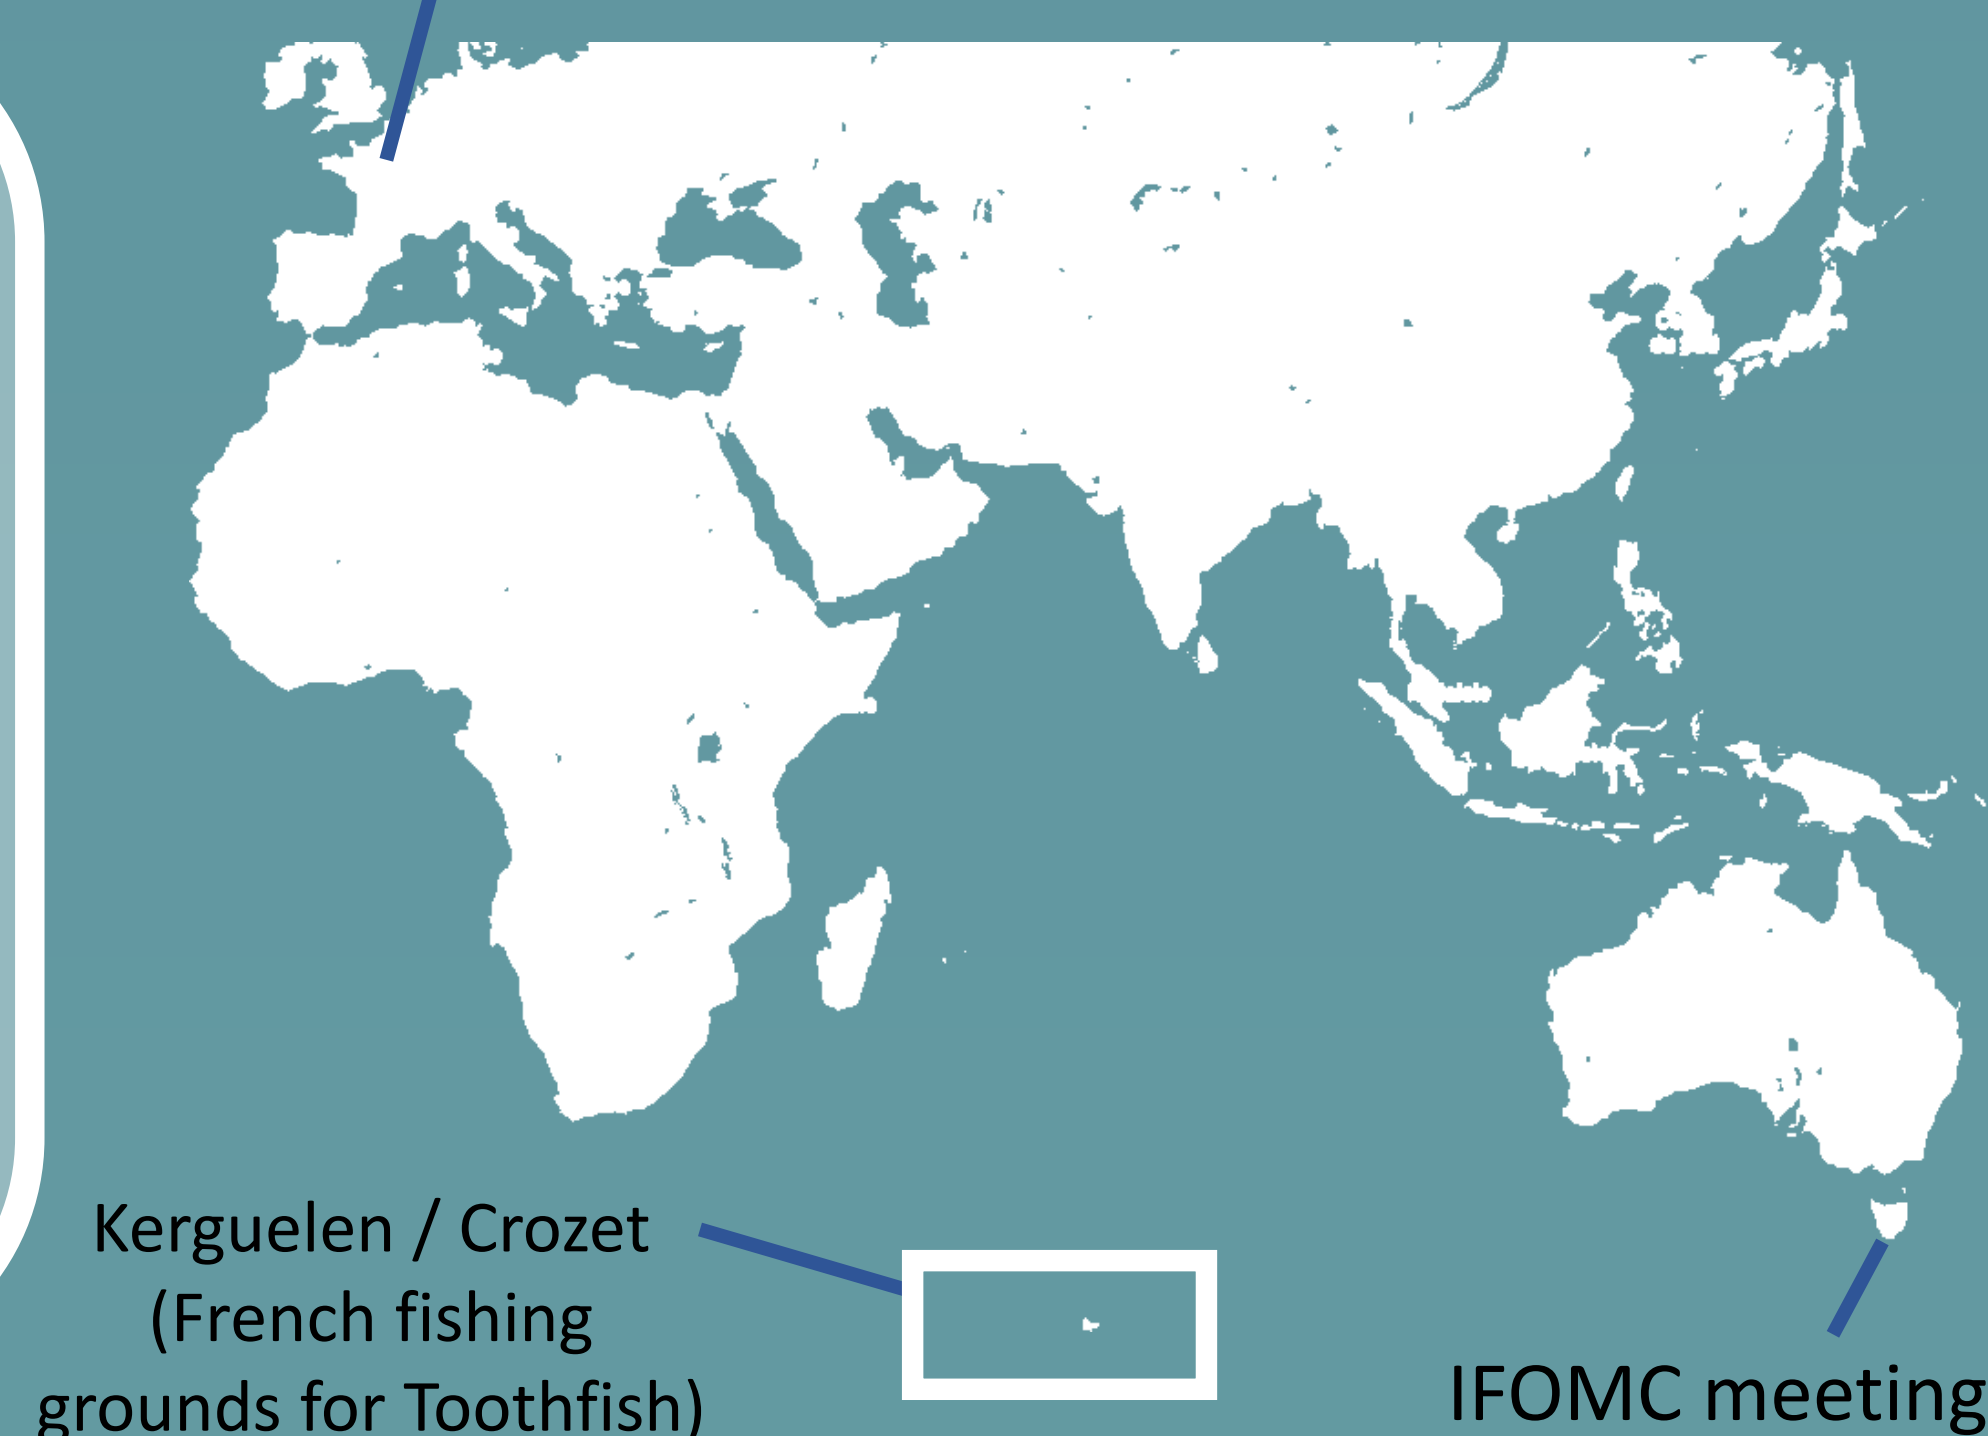 Kerguelen / Crozet
(French fishing
grounds for Toothfish)
IFOMC meeting